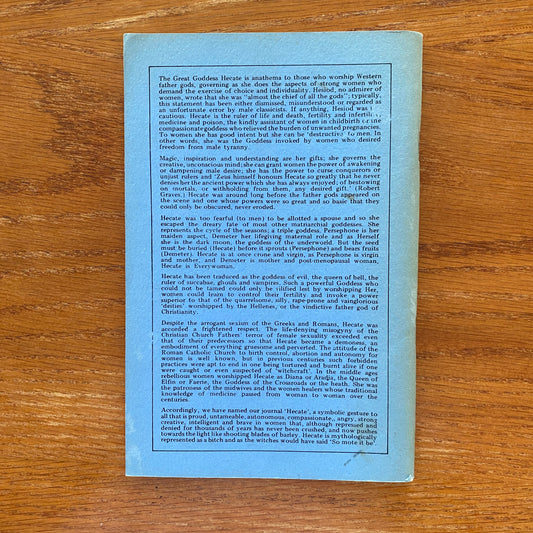 The Great Goddess Hecate is anathema to those who worship Western
father gods, governing as she does the aspects of strong women who
demand the exercise of choice and individuality. Hesiod, no admirer of
women, wrote that she was "almost the chief of all the gods"; typically,
this statement has been either dismissed, misunderstood or regarded as
an unfortunate error by male classicists. If anything, Hesiod was
cautious. Hecate is the ruler of life and death, fertility and infertility,
medicine and poison, the kindly assistant of women in childbirth or the
compassionate goddess who relieved the burden of unwanted pregnancies.
To women she has good intent but she can be 'destructive' to men. In
other words, she was the Goddess invoked by women who desired
freedom from male tyranny.
Magic, inspiration and understanding are her gifts; she governs the
creative, unconscious mind; she can grant women the power of awakening
or dampening male desire; she has the power to curse conquerors or
unjust rulers and 'Zeus himself honours Hecate so greatly that he never
denies her the ancient power which she has always enjoyed; of bestowing
on mortals, or withholding from them, any desired gift.' (Robert
Graves.) Hecate was around long before the father gods appeared on
the scene and one whose powers were so great and so basic that they
could only be obscured, never eroded.
Hecate was too fearful (to men) to be allotted a spouse and so she
escaped the dreary fate of most other matriarchal goddesses. She
represents the cycle of the seasons; a triple goddess, Persephone is her
maiden aspect, Demeter her lifegiving maternal role and as Herself
she is the dark moon, the goddess of the underworld. But the seed
must be buried (Hecate) before it sprouts (Persephone) and bears fruits
(Demeter). Hecate is at once crone and virgin, as Persephone is virgin
and mother, and Demeter is mother and post-menopausal woman,
Hecate is Everywoman.
Hecate has been traduced as the goddess of evil, the queen of hell, the
ruler of succubae, ghouls and vampires. Such a powerful Goddess who
could not be tamed could only be vilified lest by worshipping Her,
women could learn to control their fertility and invoke a power
superior to that of the quarrelsome, silly, rape-prone and vainglorious
'deities' worshipped by the Hellenes, or the vindictive father god of
Christianity.
Despite the arrogant sexism of the Greeks and Romans, Hecate was
accorded a frightened respect. The life-denying misogyny of the
Christian Church Fathers' terror of female sexuality exceeded even
that of their predecessors so that Hecate became a demoness, an
embodiment of everything gruesome and perverted. The attitude of the
Roman Catholic Church to birth control, abortion and autonomy for
women is well known, but in previous centuries such forbidden
practices were apt to end in one being tortured and burnt alive if one
were caught or even suspected of 'witchcraft'. In the middle ages
rebellious women worshipped Hecate as Diana or Aradia, the Queen of
Elfin or Faerie, the Goddess of the Crossroads or the heath. She was
the patroness of the midwives and the women healers whose traditional
knowledge of medicine passed from woman to woman over the
centuries.
Accordingly, we have named our journal 'Hecate', a symbolic gesture to
all that is proud, untameable, autonomous, compassionate, angry, strong
creative, intelligent and brave in women that, although repressed and
denied for thousands of years has never been crushed, and now pushes
towards the light like shooting blades of barley. Hecate is mythologically
represented as a bitch and as the witches would have said 'So mote it be'.